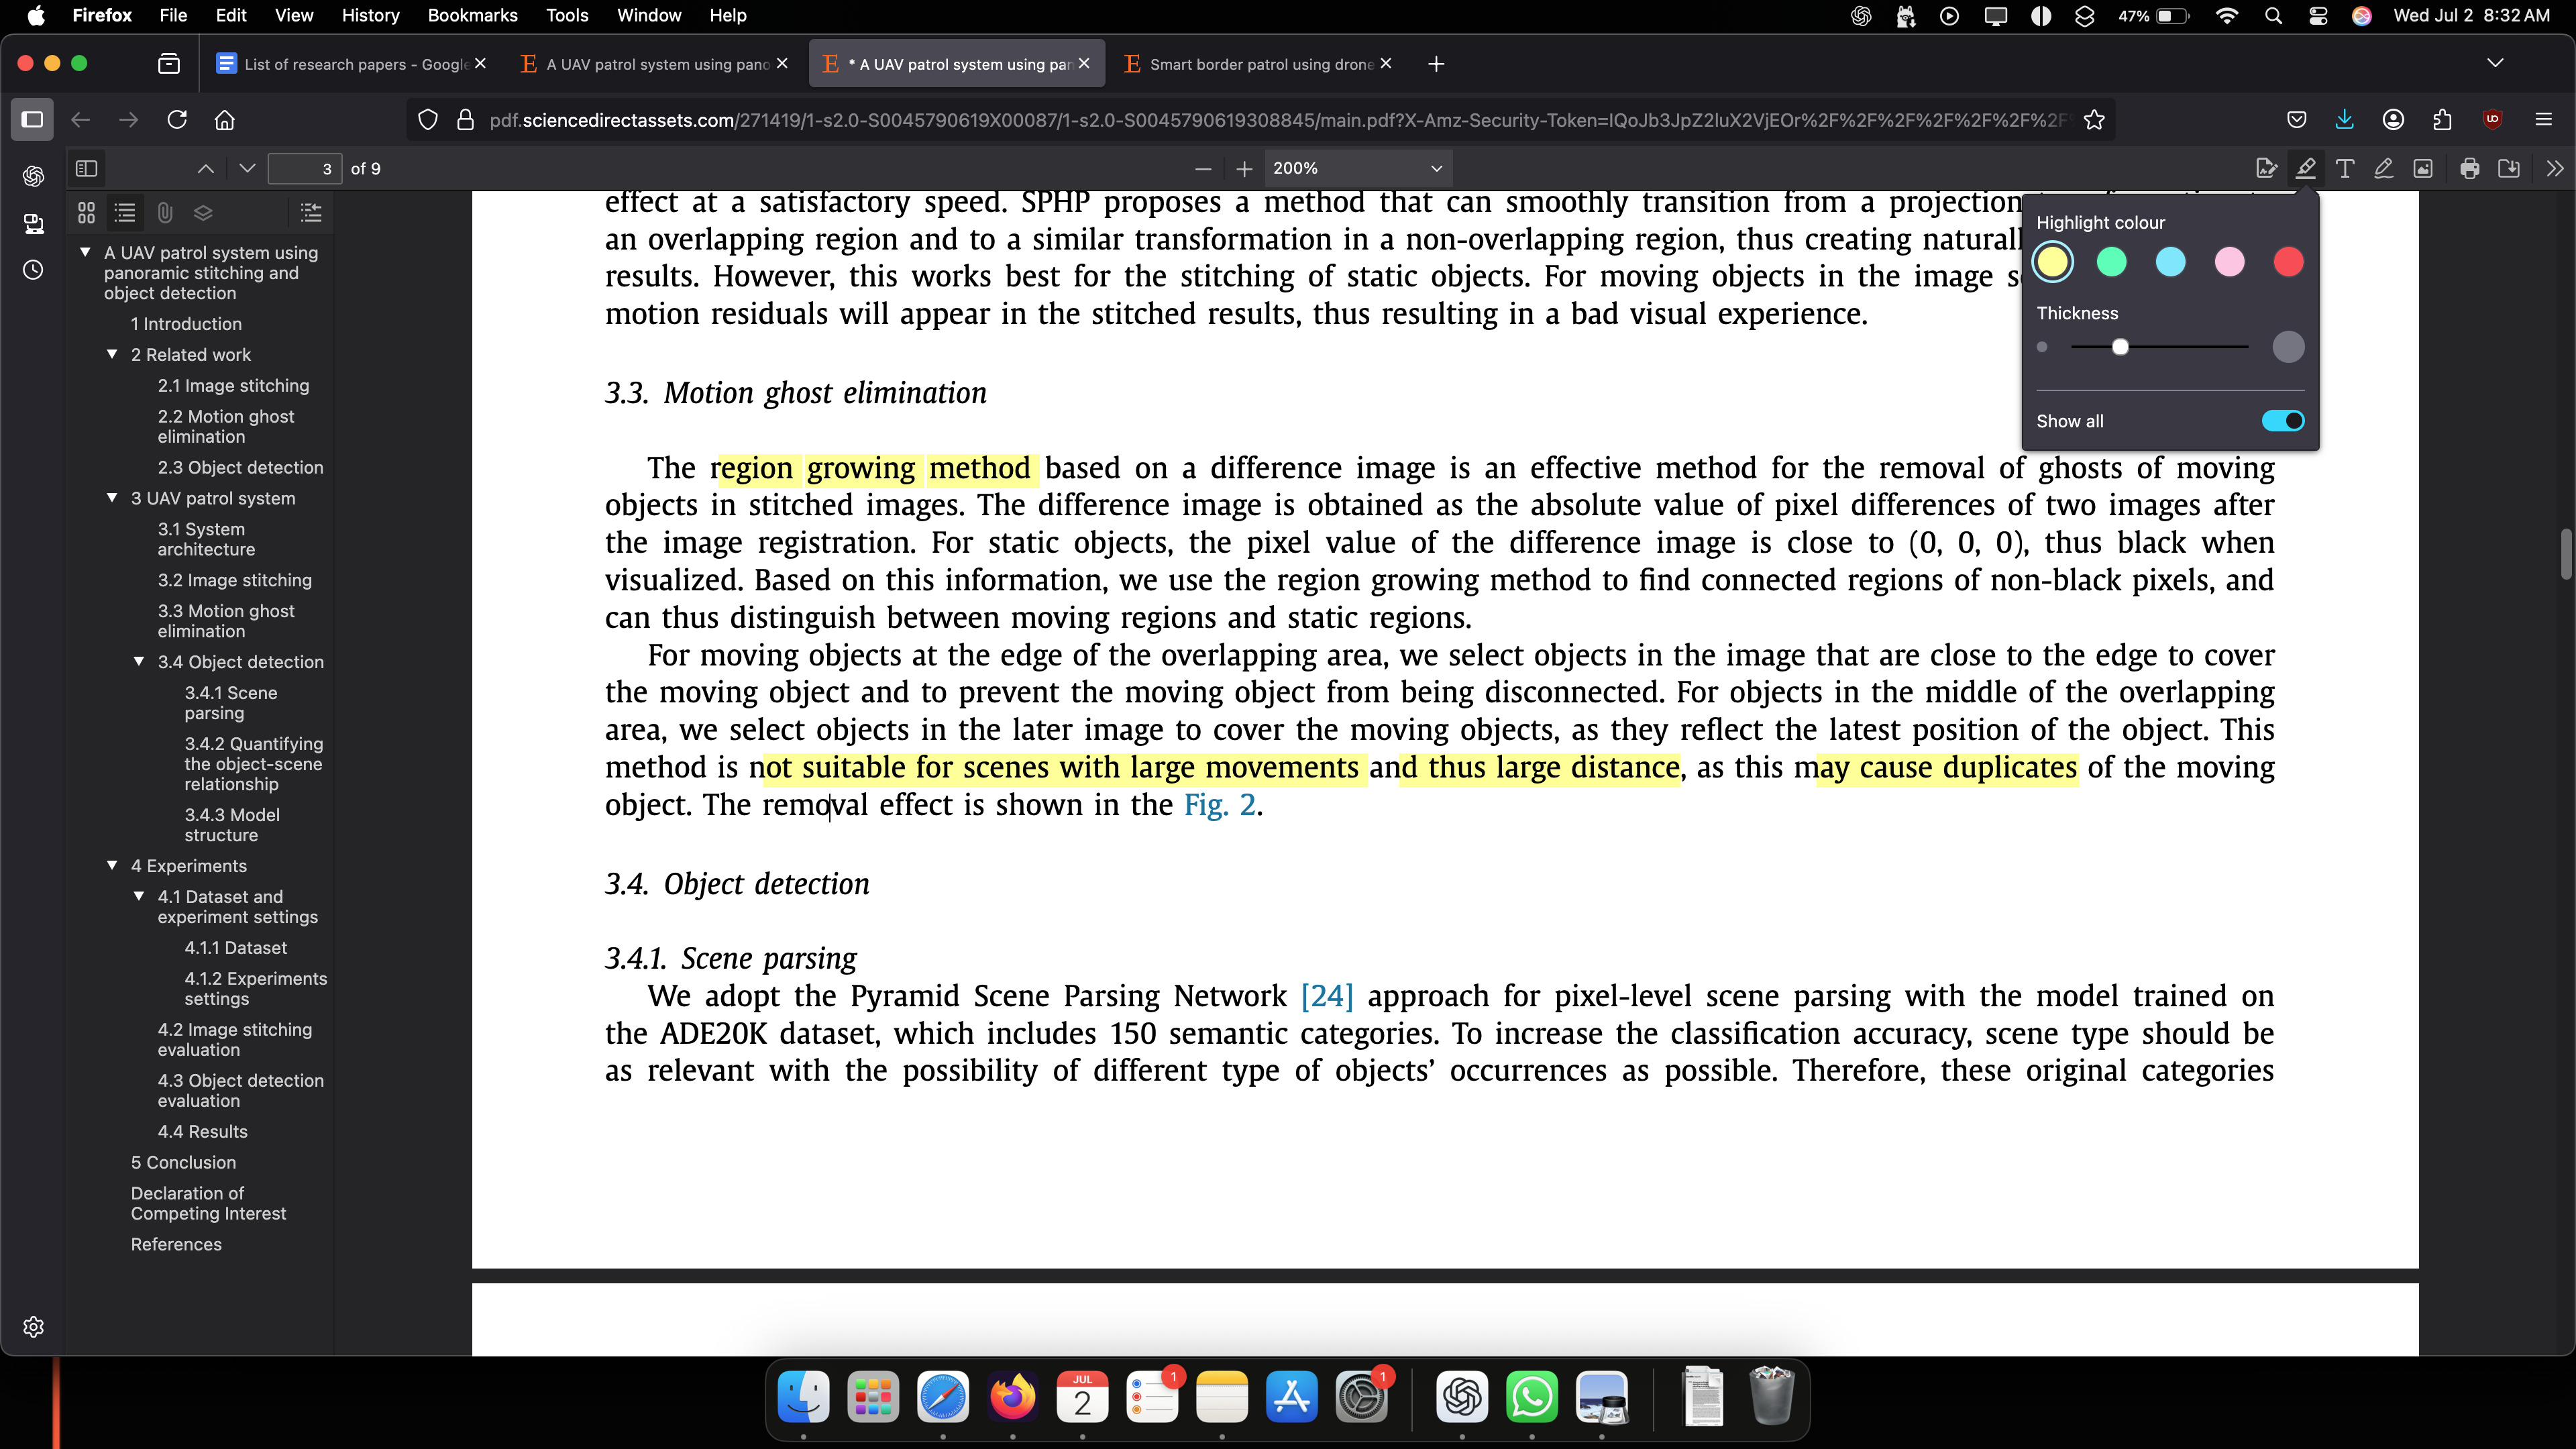 Firefox File Edit View History Bookmarks Tools Window Help
47%
Wed Jul 2 8:32 AM
List of research papers - Google
A UAV patrol system using pano
* A UAV patrol system using pan
Smart border patrol using drone
pdf.sciencedirectassets.com/271419/1-s2.0-S0045790619X00087/1-s2.0-S0045790619308845/main.pdf?X-Amz-Security-Token=IQoJb3JpZ2luX2VjEOr%2F%2F%2F%2F%2F%2F%2F
3 of 9
200%
A UAV patrol system using
panoramic stitching and
object detection
1 Introduction
2 Related work
2.1 Image stitching
2.2 Motion ghost
elimination
2.3 Object detection
3 UAV patrol system
3.1 System
architecture
3.2 Image stitching
3.3 Motion ghost
elimination
3.4 Object detection
3.4.1 Scene
parsing
3.4.2 Quantifying
the object-scene
relationship
3.4.3 Model
structure
4 Experiments
4.1 Dataset and
experiment settings
4.1.1 Dataset
4.1.2 Experiments
settings
4.2 Image stitching
evaluation
4.3 Object detection
evaluation
4.4 Results
5 Conclusion
Declaration of
Competing Interest
References
effect at a satisfactory speed. SPHP proposes a method that can smoothly transition from a projection
an overlapping region and to a similar transformation in a non-overlapping region, thus creating natural
results. However, this works best for the stitching of static objects. For moving objects in the image s
motion residuals will appear in the stitched results, thus resulting in a bad visual experience.
3.3. Motion ghost elimination
The region growing method based on a difference image is an effective method for the removal of ghosts of moving
objects in stitched images. The difference image is obtained as the absolute value of pixel differences of two images after
the image registration. For static objects, the pixel value of the difference image is close to (0, 0, 0), thus black when
visualized. Based on this information, we use the region growing method to find connected regions of non-black pixels, and
can thus distinguish between moving regions and static regions.
For moving objects at the edge of the overlapping area, we select objects in the image that are close to the edge to cover
the moving object and to prevent the moving object from being disconnected. For objects in the middle of the overlapping
area, we select objects in the later image to cover the moving objects, as they reflect the latest position of the object. This
method is not suitable for scenes with large movements and thus large distance, as this may cause duplicates of the moving
object. The removal effect is shown in the Fig. 2.
3.4. Object detection
3.4.1. Scene parsing
We adopt the Pyramid Scene Parsing Network [24] approach for pixel-level scene parsing with the model trained on
the ADE20K dataset, which includes 150 semantic categories. To increase the classification accuracy, scene type should be
as relevant with the possibility of different type of objects' occurrences as possible. Therefore, these original categories
Highlight colour
Thickness
Show all
JUL
2
1
1